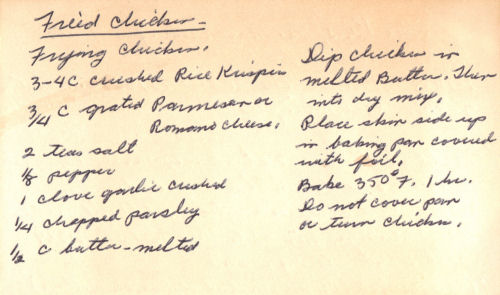 Fried Chicken
Frying Chicken.
3-4 C crushed Rice Krispies
3/4 C grated Parmesan or
Romano Cheese.
2 teas salt
1/8 pepper
1 clove garlic crushed
1/4 chopped parsley
1/2 c butter - melted
Dip chicken in
melted Butter. Then
into dry mix.
Place skin side up
in baking pan covered
with foil.
Bake 350° F. 1 hr.
Do not cover pan
or turn chicken.